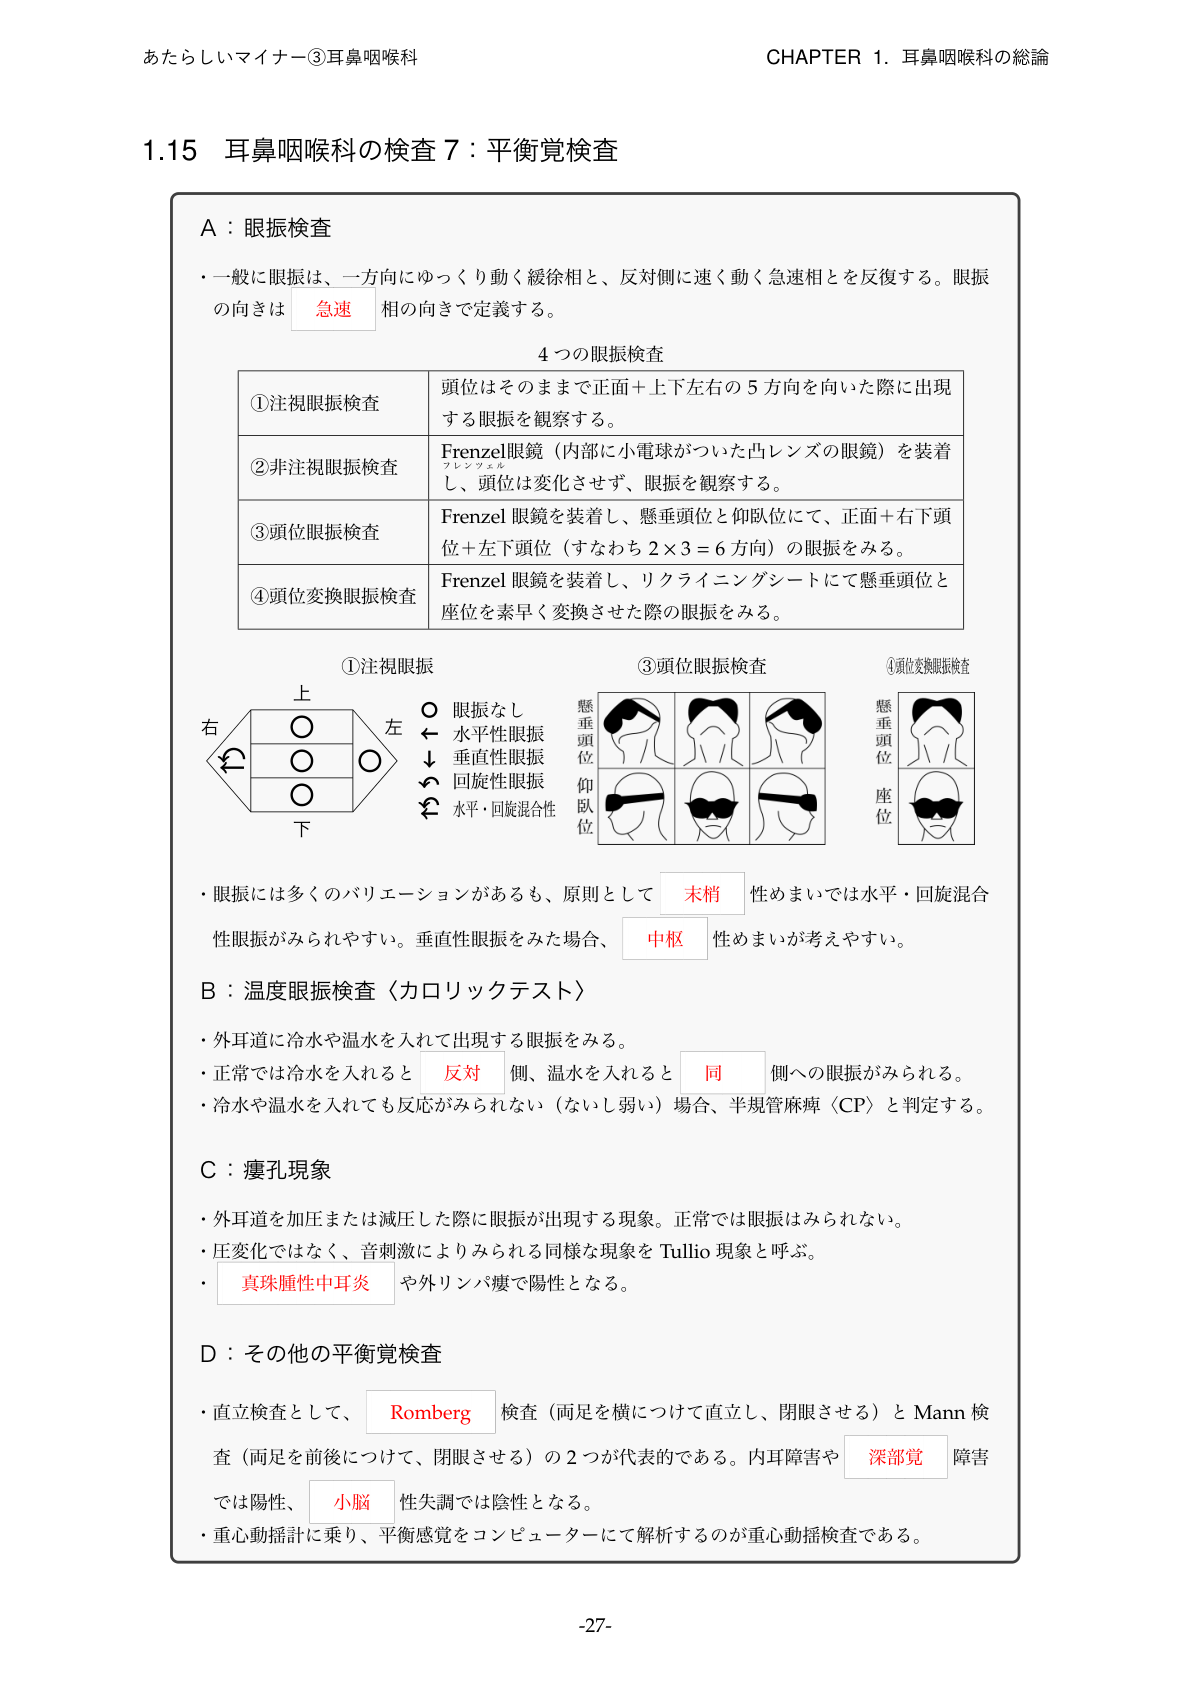 あたらしいマイナー③耳鼻咽喉科
CHAPTER 1. 耳鼻咽喉科の総論
1.15 耳鼻咽喉科の検査 7：平衡覚検査
A：眼振検査
・一般に眼振は、一方向にゆっくり動く緩徐相と、反対側に速く動く急速相とを反復する。眼振
の向きは 急速 相の向きで定義する。
4 つの眼振検査
①注視眼振検査
頭位はそのままで正面＋上下左右の 5 方向を向いた際に出現
する眼振を観察する。
②非注視眼振検査
Frenzel眼鏡（内部に小電球がついた凸レンズの眼鏡）を装着
フレンツェル
し、頭位は変化させず、眼振を観察する。
③頭位眼振検査
Frenzel 眼鏡を装着し、懸垂頭位と仰臥位にて、正面＋右下頭
位＋左下頭位（すなわち 2 × 3 = 6 方向）の眼振をみる。
④頭位変換眼振検査
Frenzel 眼鏡を装着し、リクライニングシートにて懸垂頭位と
座位を素早く変換させた際の眼振をみる。
①注視眼振
上
右
左
下
眼振なし
水平性眼振
垂直性眼振
回旋性眼振
水平・回旋混合性
③頭位眼振検査
懸垂頭位
仰臥位
④頭位変換眼振検査
懸垂頭位
座位
・眼振には多くのバリエーションがあるも、原則として 末梢 性めまいでは水平・回旋混合
性眼振がみられやすい。垂直性眼振をみた場合、 中枢 性めまいが考えやすい。
B：温度眼振検査〈カロリックテスト〉
・外耳道に冷水や温水を入れて出現する眼振をみる。
・正常では冷水を入れると 反対 側、温水を入れると 同 側への眼振がみられる。
・冷水や温水を入れても反応がみられない（ないし弱い）場合、半規管麻痺〈CP〉と判定する。
C：瘻孔現象
・外耳道を加圧または減圧した際に眼振が出現する現象。正常では眼振はみられない。
・圧変化ではなく、音刺激によりみられる同様な現象を Tullio 現象と呼ぶ。
・ 真珠腫性中耳炎 や外リンパ瘻で陽性となる。
D：その他の平衡覚検査
・直立検査として、 Romberg 検査（両足を横につけて直立し、閉眼させる）と Mann 検
査（両足を前後につけて、閉眼させる）の 2 つが代表的である。内耳障害や 深部覚 障害
では陽性、 小脳 性失調では陰性となる。
・重心動揺計に乗り、平衡感覚をコンピューターにて解析するのが重心動揺検査である。
-27-